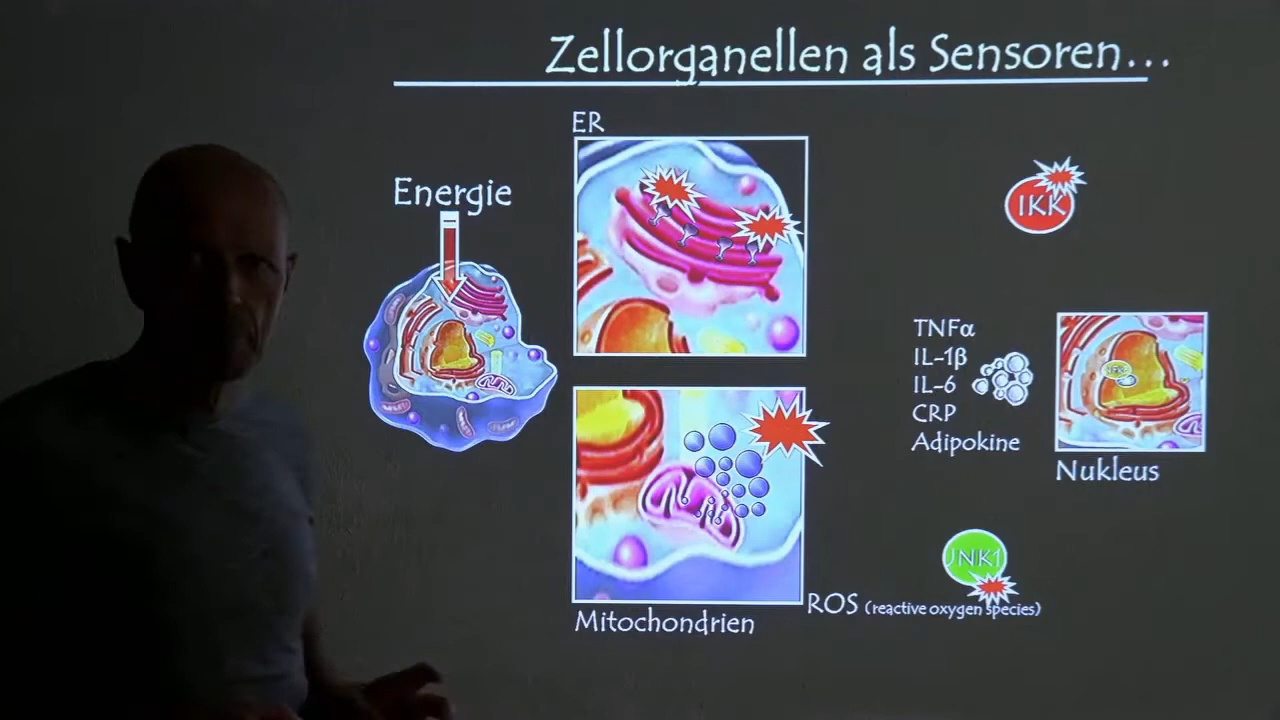 Zellorganellen als Sensoren...
ER
Energie
IKK
TNFα
IL-1β
IL-6
CRP
Adipokine
Nukleus
JNK1
ROS (reactive oxygen species)
Mitochondrien